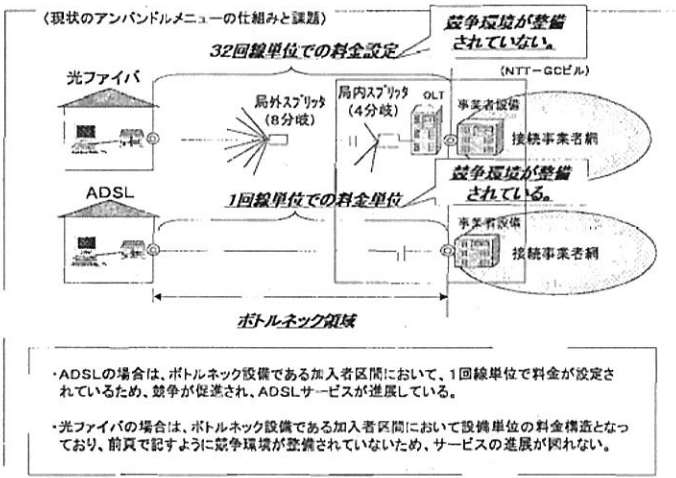 〈現状のアンバンドルメニューの仕組みと課題〉
競争環境が整備
されていない。
32回線単位での料金設定
(NTT-GCビル)
光ファイバ
局外スプリッタ
(8分岐)
局内スプリッタ
(4分岐)
OLT
事業者設備
接続事業者網
競争環境が整備
されている。
ADSL
1回線単位での料金単位
事業者設備
接続事業者網
ボトルネック領域
・ADSLの場合は、ボトルネック設備である加入者区間において、1回線単位で料金が設定さ
れているため、競争が促進され、ADSLサービスが進展している。
・光ファイバの場合は、ボトルネック設備である加入者区間において設備単位の料金構造となっ
ており、前頁で記すように競争環境が整備されていないため、サービスの進展が図れない。